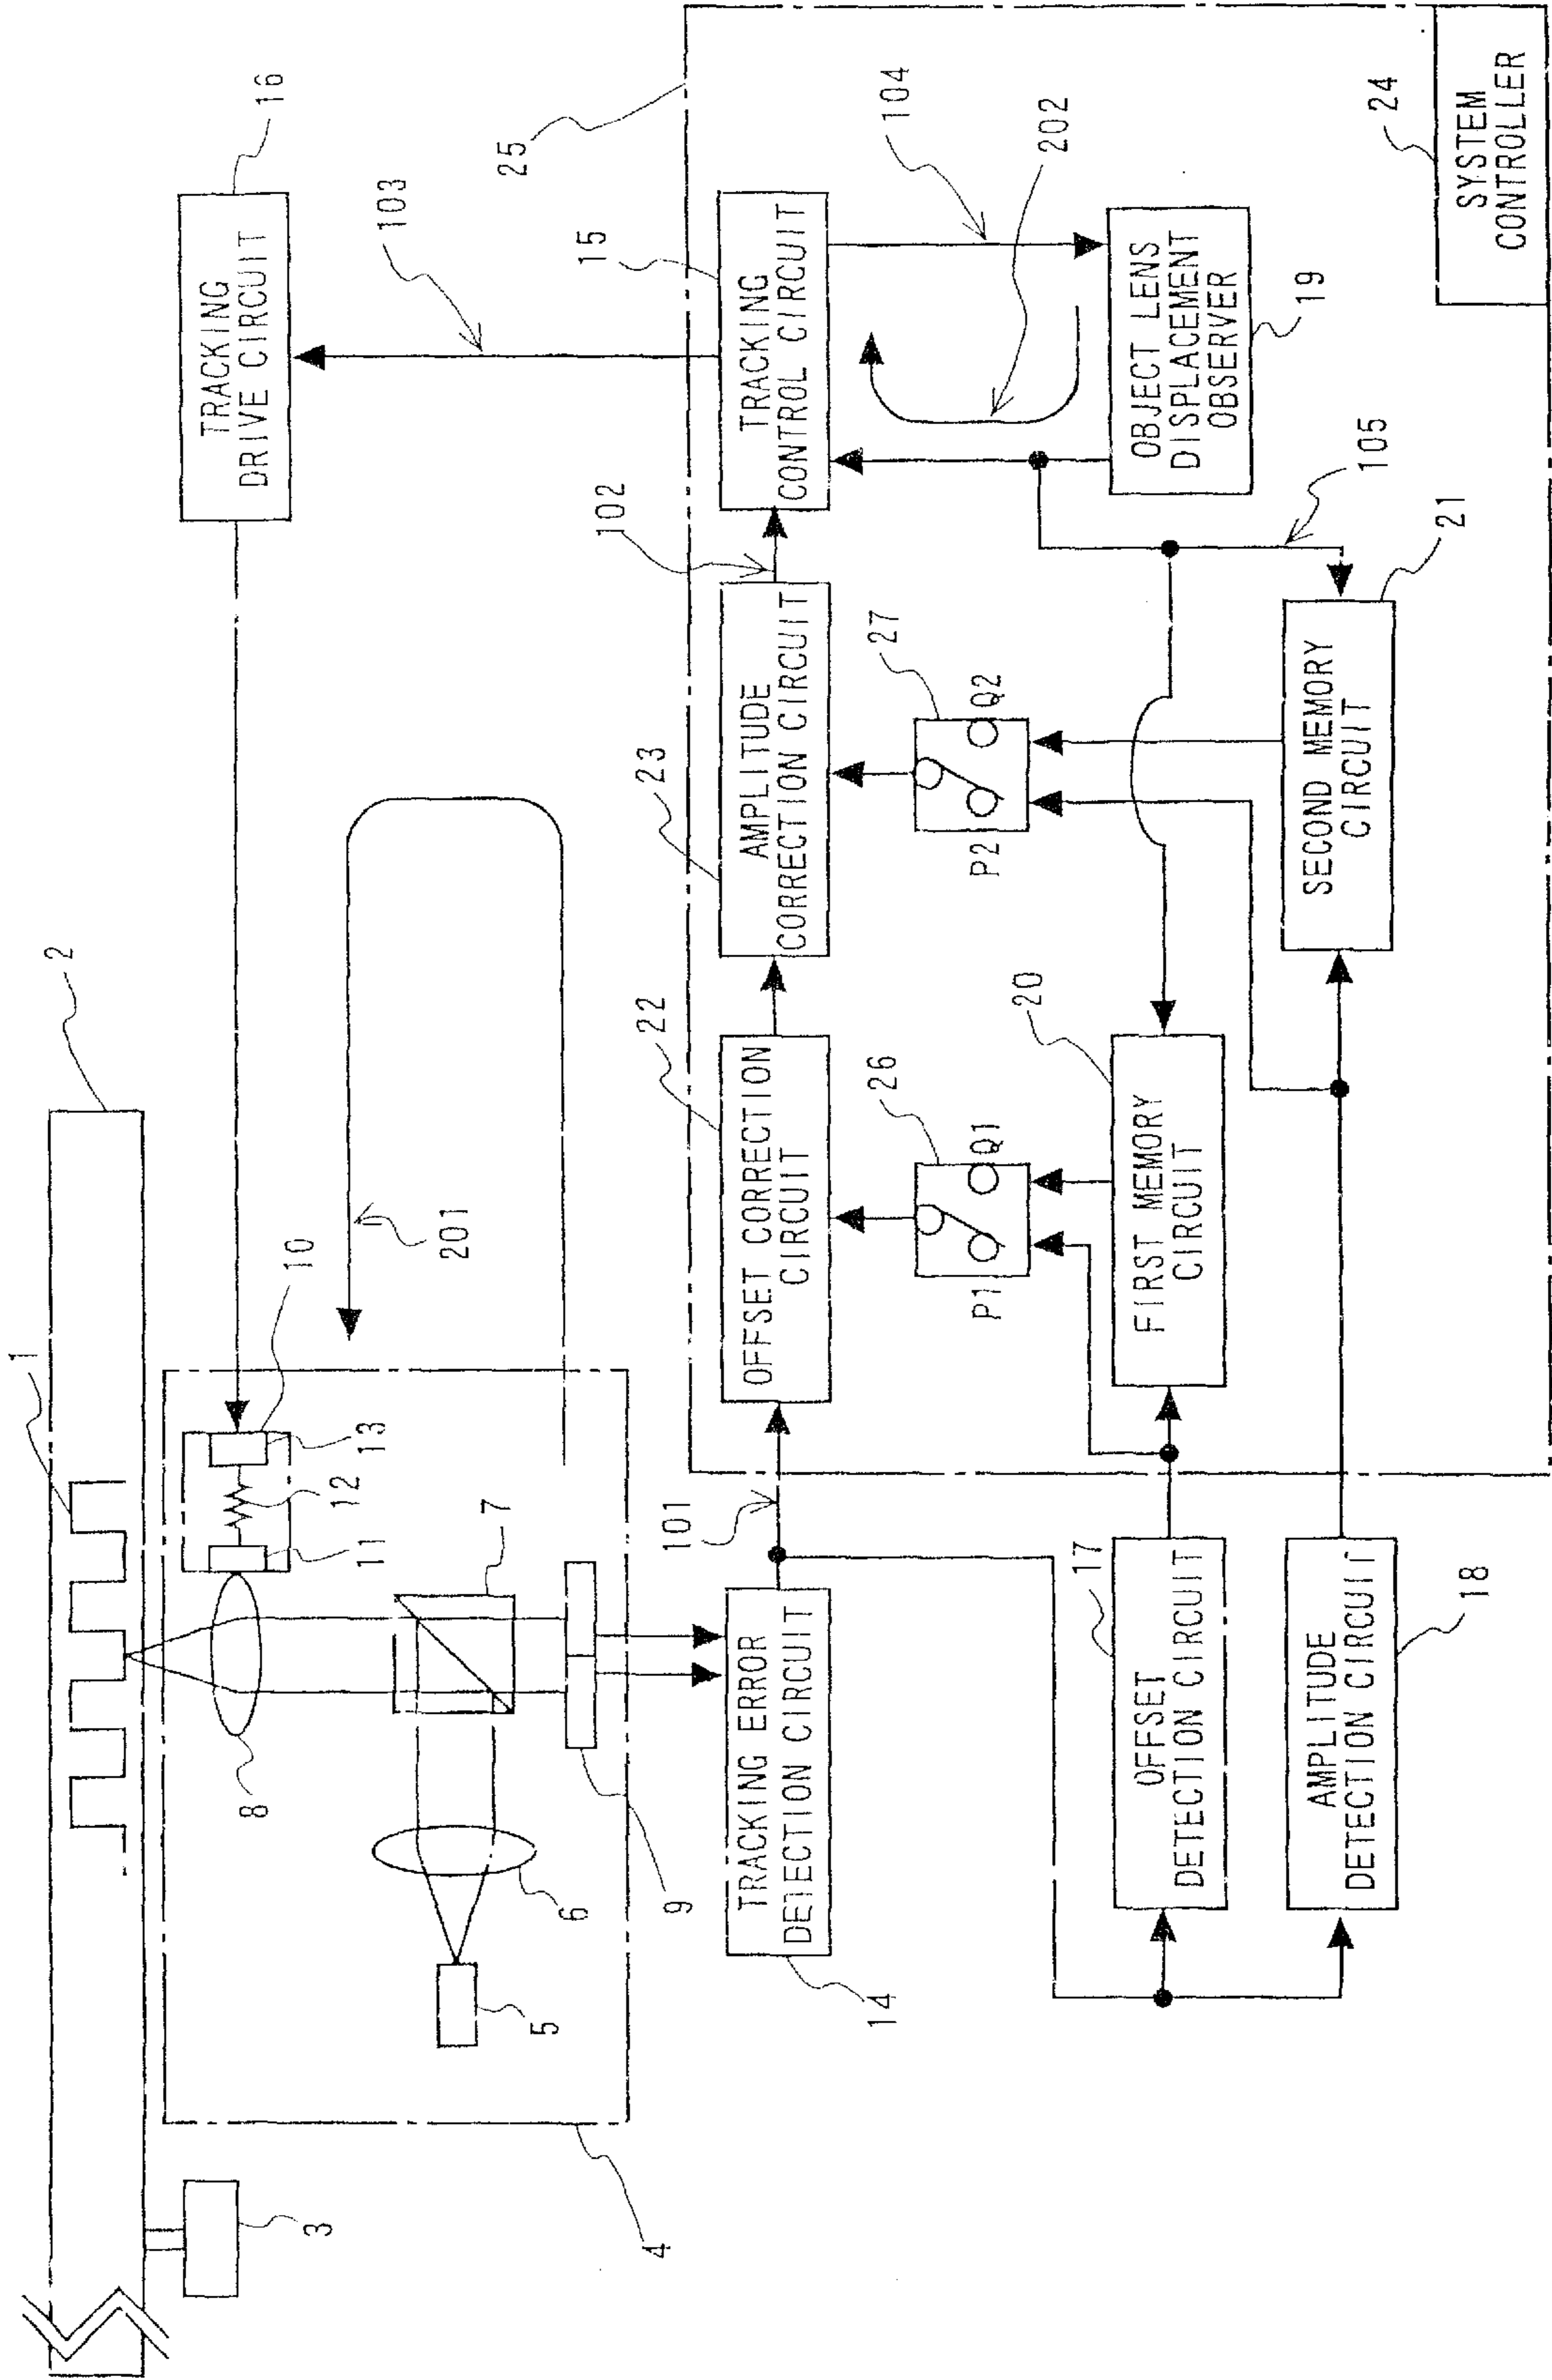 1
2
3
4
5
6
7
8
9
10
11
12
13
201
TRACKING
DRIVE CIRCUIT
16
103
25
TRACKING ERROR
DETECTION CIRCUIT
14
101
OFFSET CORRECTION
CIRCUIT
22
AMPLITUDE
CORRECTION CIRCUIT
23
102
TRACKING
CONTROL CIRCUIT
15
104
202
P1
Q1
26
P2
Q2
27
OBJECT LENS
DISPLACEMENT
OBSERVER
19
105
OFFSET
DETECTION CIRCUIT
17
FIRST MEMORY
CIRCUIT
20
AMPLITUDE
DETECTION CIRCUIT
18
SECOND MEMORY
CIRCUIT
21
24
SYSTEM
CONTROLLER